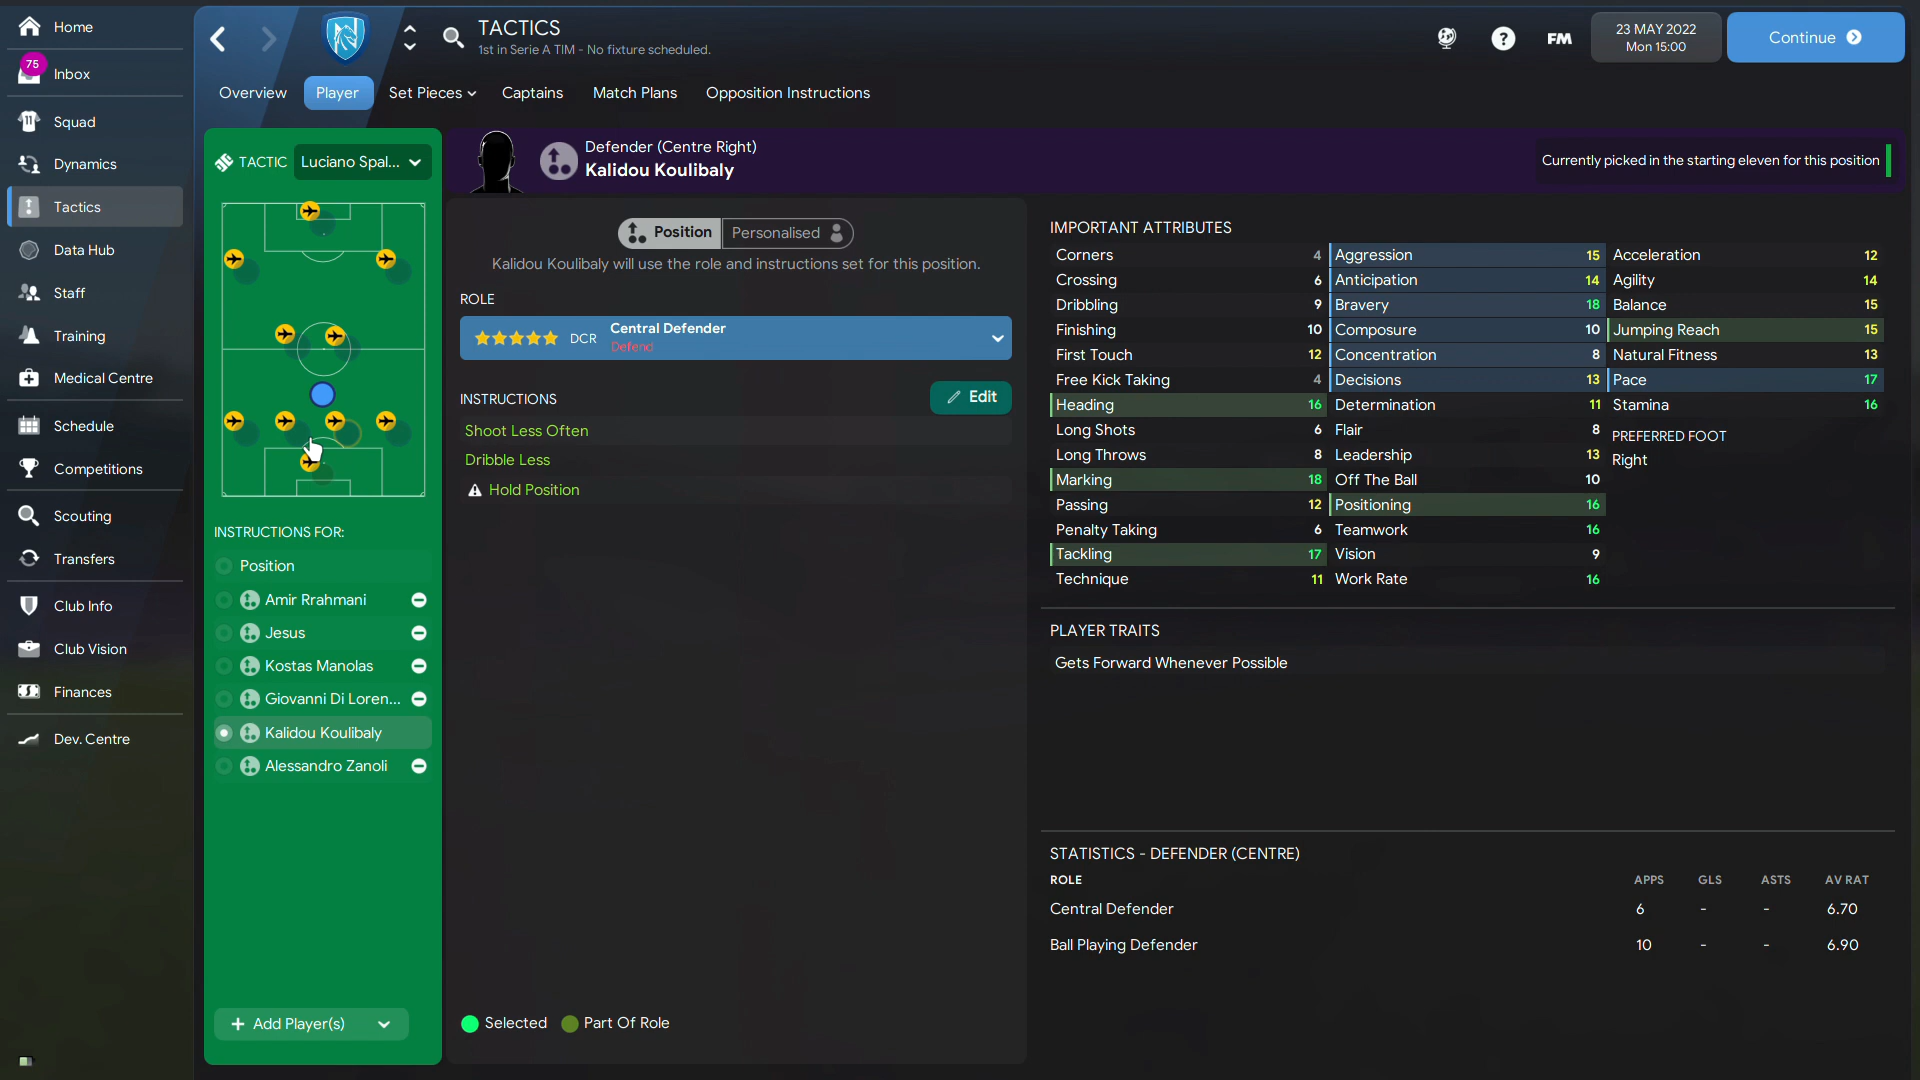 Home
75
Inbox
Squad
Dynamics
Tactics
Data Hub
Staff
Training
Medical Centre
Schedule
Competitions
Scouting
Transfers
Club Info
Club Vision
Finances
Dev. Centre
TACTICS
1st in Serie A TIM - No fixture scheduled.
FM
23 MAY 2022
Mon 15:00
Continue
Overview
Player
Set Pieces
Captains
Match Plans
Opposition Instructions
TACTIC
Luciano Spal...
INSTRUCTIONS FOR:
Position
Amir Rrahmani
Jesus
Kostas Manolas
Giovanni Di Loren...
Kalidou Koulibaly
Alessandro Zanoli
Add Player(s)
Defender (Centre Right)
Kalidou Koulibaly
Currently picked in the starting eleven for this position
Position
Personalised
Kalidou Koulibaly will use the role and instructions set for this position.
ROLE
DCR
Central Defender
Defend
INSTRUCTIONS
Edit
Shoot Less Often
Dribble Less
Hold Position
Selected
Part Of Role
IMPORTANT ATTRIBUTES
Corners 4 Aggression 15 Acceleration 12
Crossing 6 Anticipation 14 Agility 14
Dribbling 9 Bravery 18 Balance 15
Finishing 10 Composure 10 Jumping Reach 15
First Touch 12 Concentration 8 Natural Fitness 13
Free Kick Taking 4 Decisions 13 Pace 17
Heading 16 Determination 11 Stamina 16
Long Shots 6 Flair 8 PREFERRED FOOT
Long Throws 8 Leadership 13 Right
Marking 18 Off The Ball 10
Passing 12 Positioning 16
Penalty Taking 6 Teamwork 16
Tackling 17 Vision 9
Technique 11 Work Rate 16
PLAYER TRAITS
Gets Forward Whenever Possible
STATISTICS - DEFENDER (CENTRE)
ROLE APPS GLS ASTS AV RAT
Central Defender 6 - - 6.70
Ball Playing Defender 10 - - 6.90